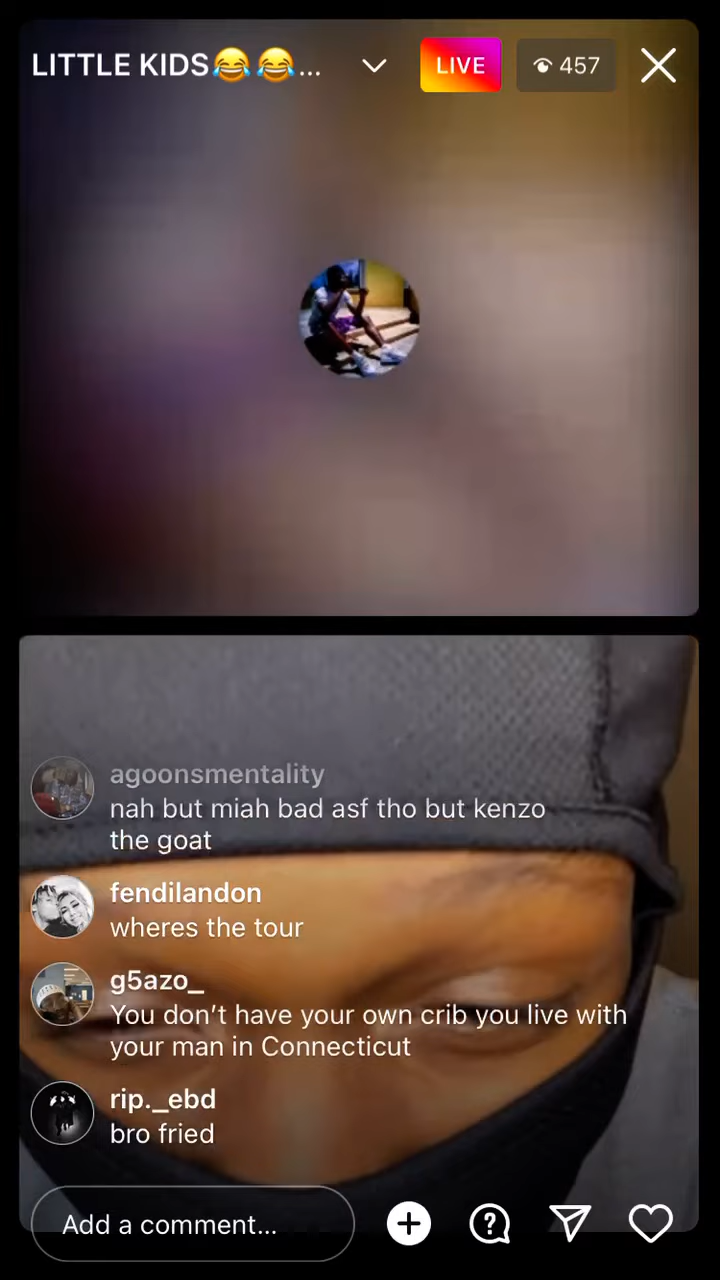 LITTLE KIDS😂😂...
LIVE
457
agoonsmentality
nah but miah bad asf tho but kenzo
the goat
fendilandon
wheres the tour
g5azo_
You don’t have your own crib you live with
your man in Connecticut
rip._ebd
bro fried
Add a comment...